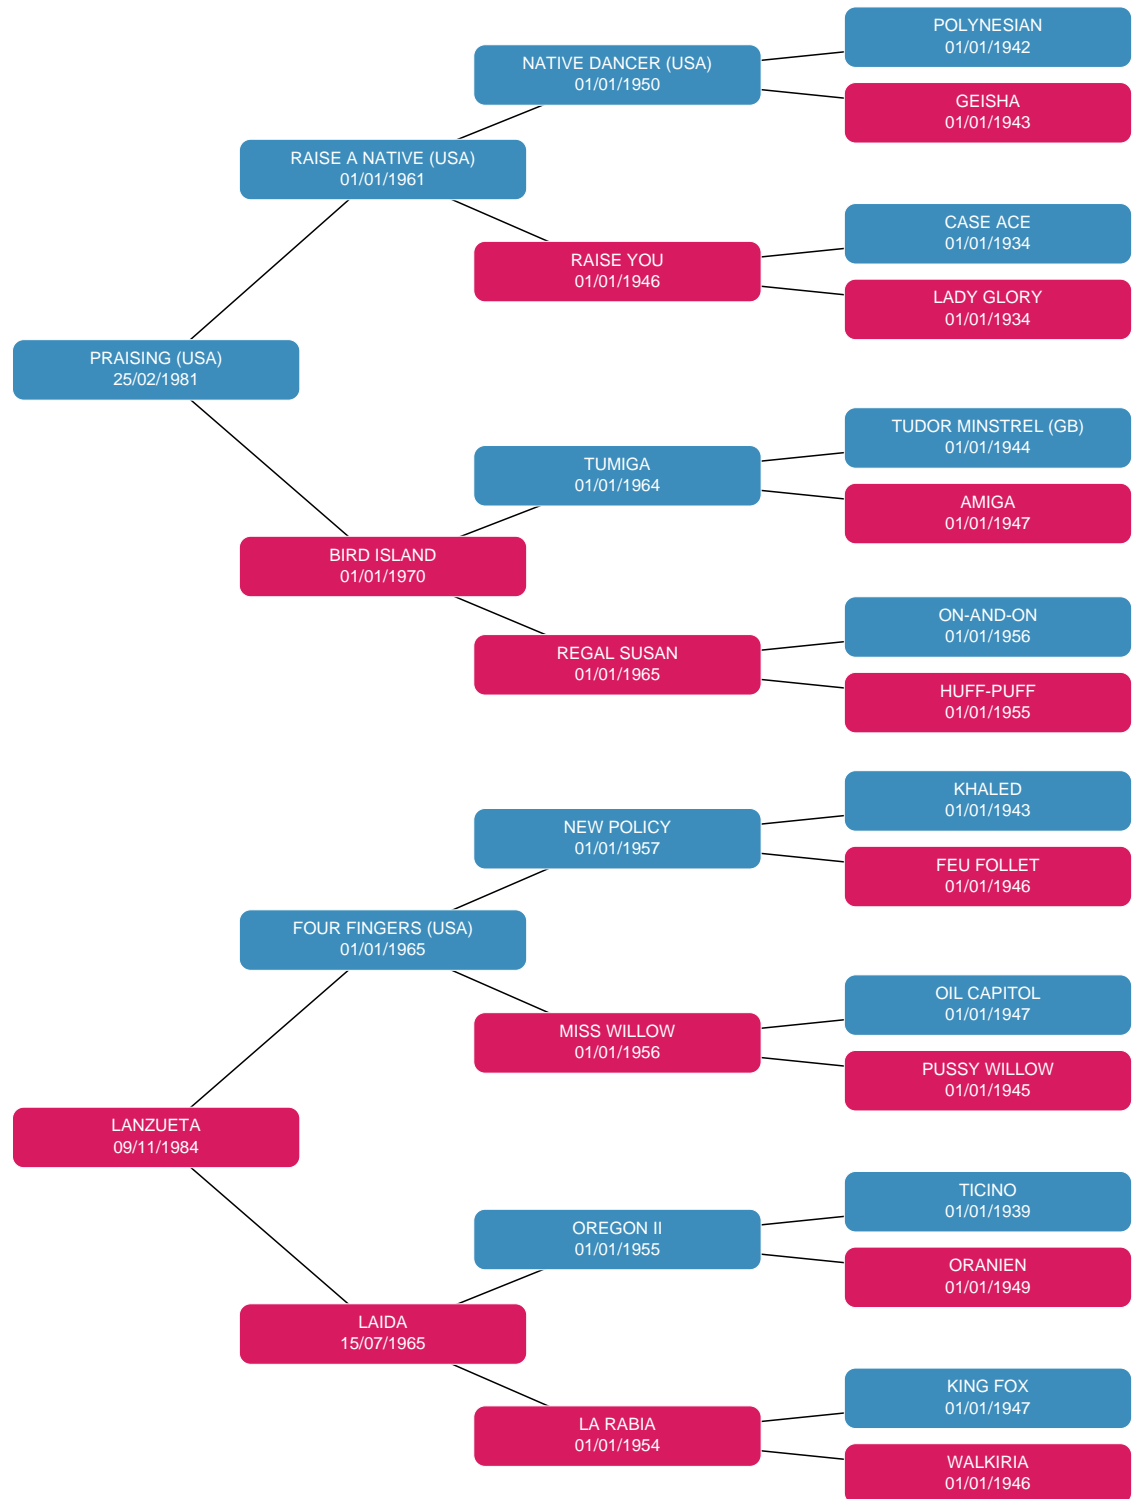 POLYNESIAN
01/01/1942
NATIVE DANCER (USA)
01/01/1950
GEISHA
01/01/1943
RAISE A NATIVE (USA)
01/01/1961
CASE ACE
01/01/1934
RAISE YOU
01/01/1946
LADY GLORY
01/01/1934
PRAISING (USA)
25/02/1981
TUDOR MINSTREL (GB)
01/01/1944
TUMIGA
01/01/1964
AMIGA
01/01/1947
BIRD ISLAND
01/01/1970
ON-AND-ON
01/01/1956
REGAL SUSAN
01/01/1965
HUFF-PUFF
01/01/1955
KHALED
01/01/1943
NEW POLICY
01/01/1957
FEU FOLLET
01/01/1946
FOUR FINGERS (USA)
01/01/1965
OIL CAPITOL
01/01/1947
MISS WILLOW
01/01/1956
PUSSY WILLOW
01/01/1945
LANZUETA
09/11/1984
TICINO
01/01/1939
OREGON II
01/01/1955
ORANIEN
01/01/1949
LAIDA
15/07/1965
KING FOX
01/01/1947
LA RABIA
01/01/1954
WALKIRIA
01/01/1946